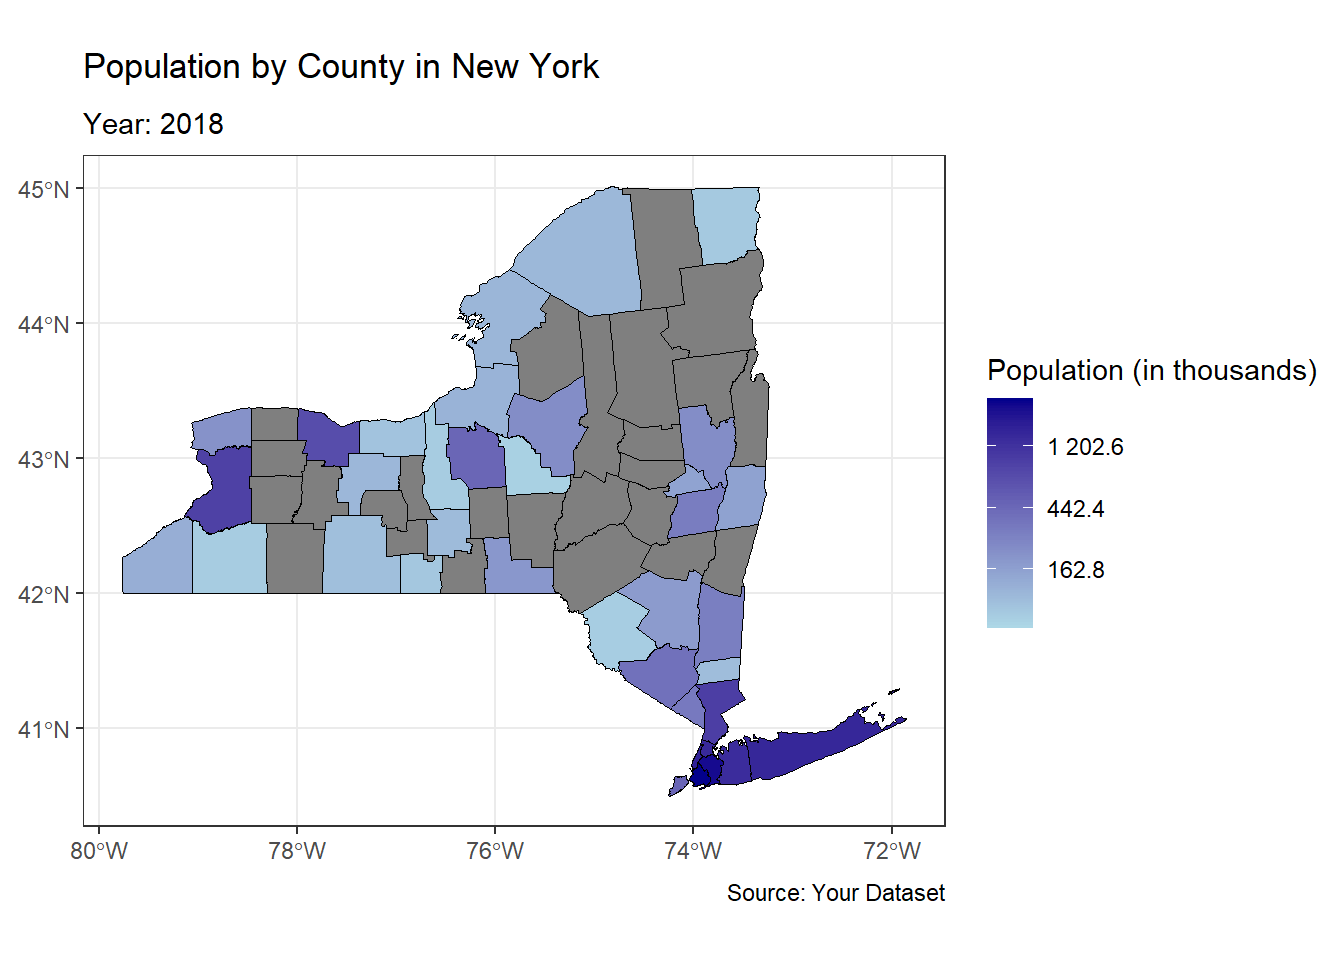 Population by County in New York
Year: 2018
45°N
44°N
43°N
42°N
41°N
80°W 78°W 76°W 74°W 72°W
Population (in thousands)
1 202.6
442.4
162.8
Source: Your Dataset